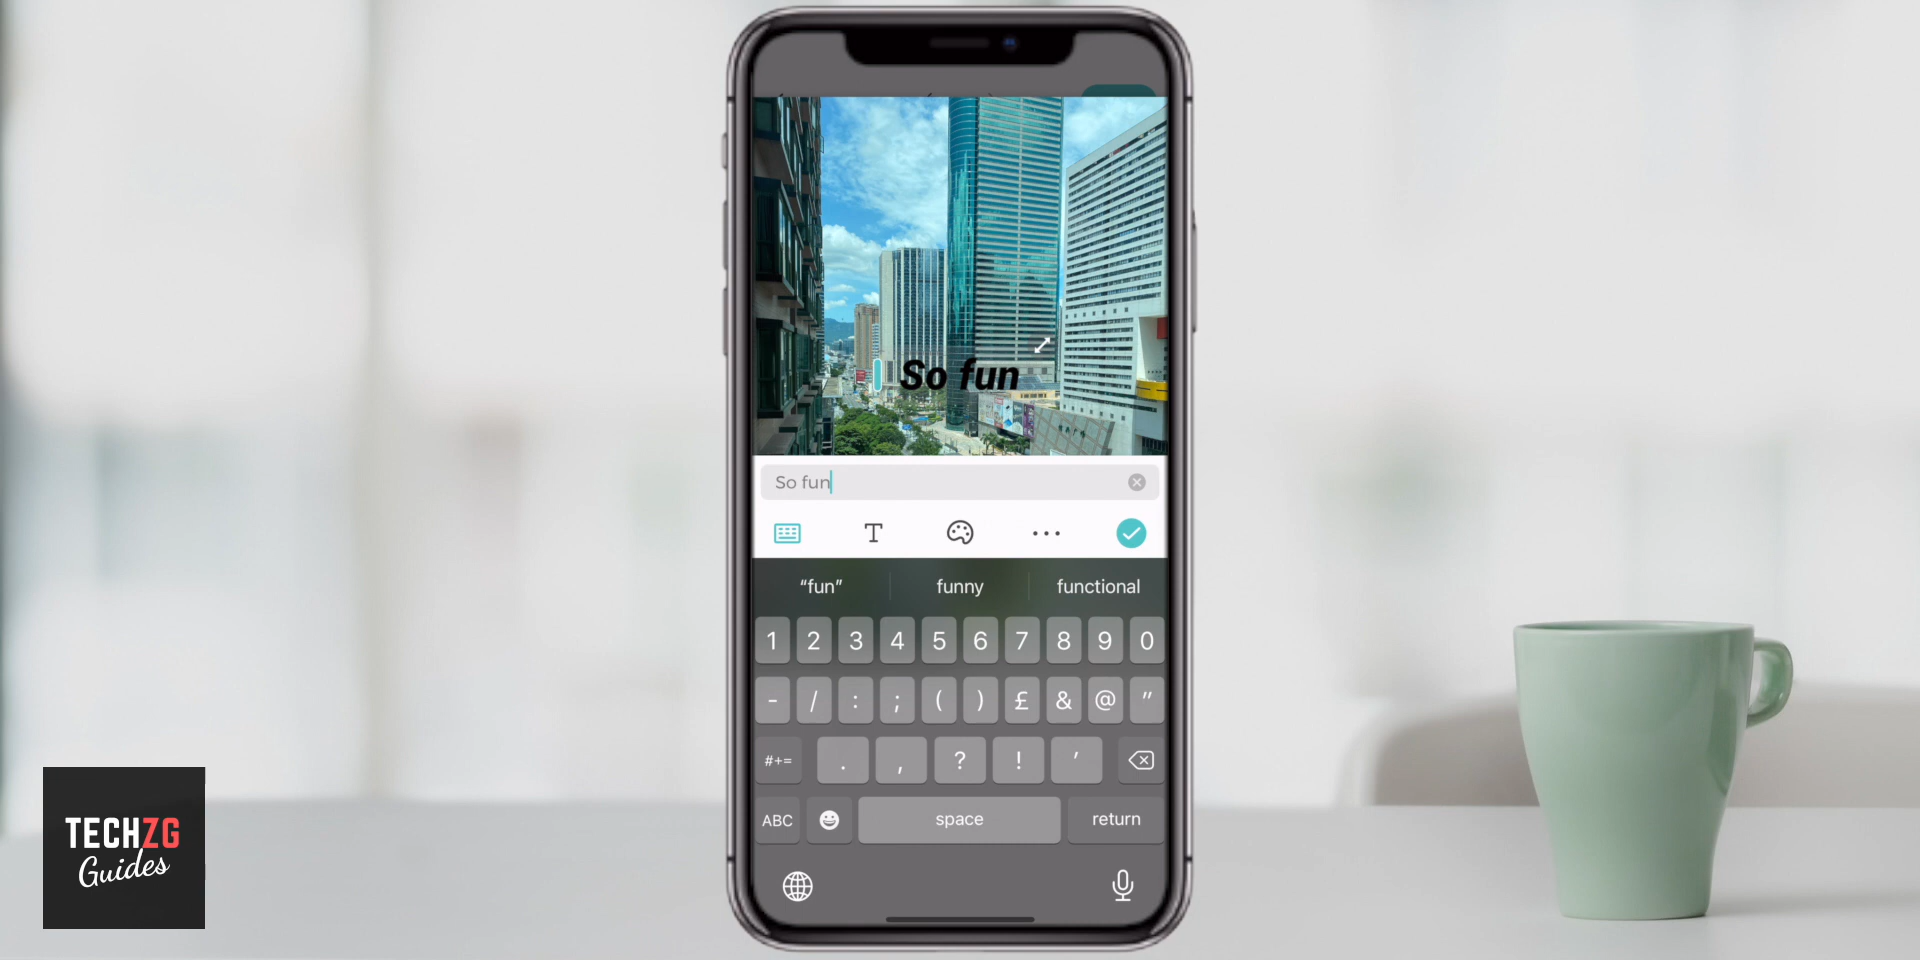 So fun
So fun
“fun” funny functional
1 2 3 4 5 6 7 8 9 0
- / : ; ( ) £ & @ "
#+= . , ? ! '
ABC space return
TECHZG
Guides